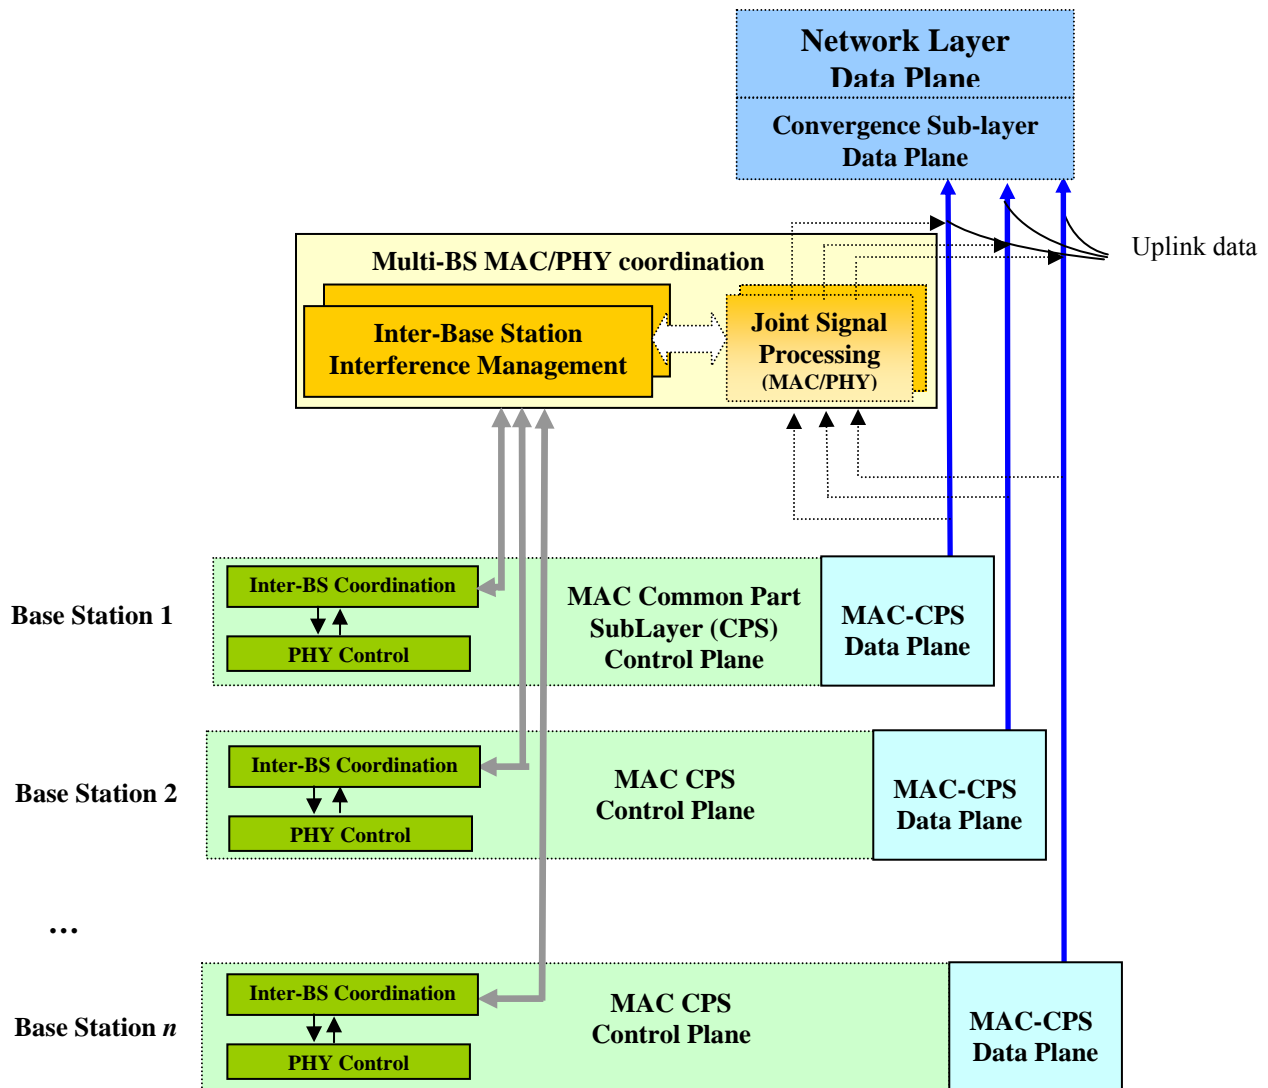 Network Layer
Data Plane
Convergence Sub-layer
Data Plane
Uplink data
Multi-BS MAC/PHY coordination
Inter-Base Station
Interference Management
Joint Signal
Processing
(MAC/PHY)
Base Station 1
Inter-BS Coordination
PHY Control
MAC Common Part
SubLayer (CPS)
Control Plane
MAC-CPS
Data Plane
Base Station 2
Inter-BS Coordination
PHY Control
MAC CPS
Control Plane
MAC-CPS
Data Plane
...
Base Station n
Inter-BS Coordination
PHY Control
MAC CPS
Control Plane
MAC-CPS
Data Plane